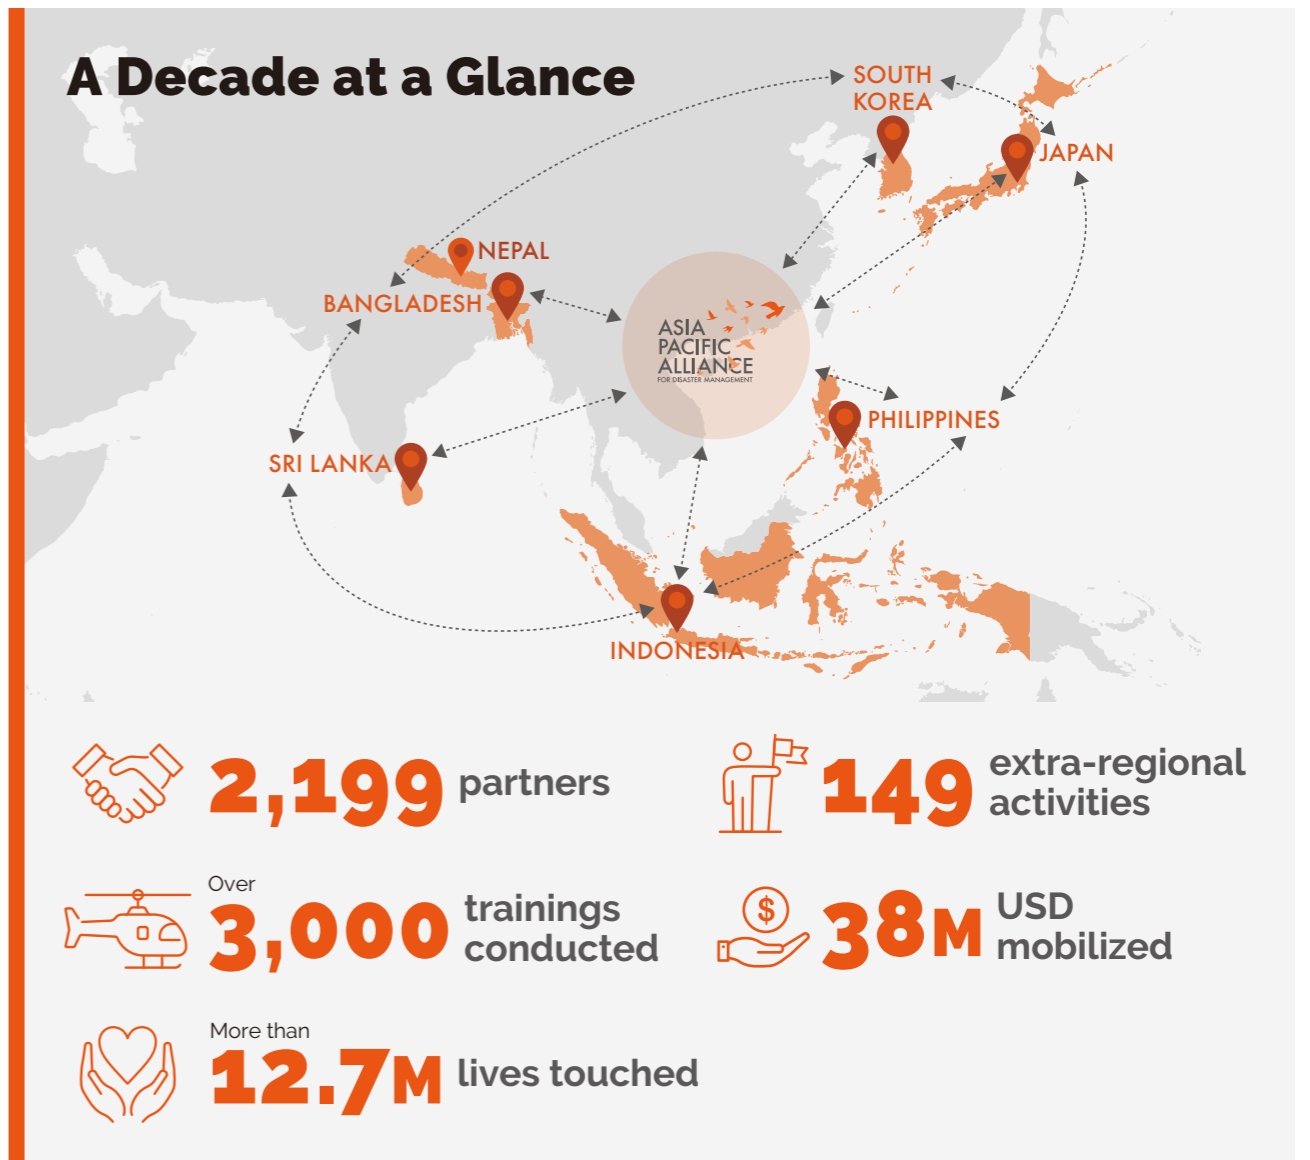 A Decade at a Glance
SOUTH
KOREA
JAPAN
NEPAL
BANGLADESH
ASIA
PACIFIC
ALLIANCE
FOR DISASTER MANAGEMENT
PHILIPPINES
SRI LANKA
INDONESIA
2,199 partners
149 extra-regional
activities
Over
3,000 trainings
conducted
$
38M USD
mobilized
More than
12.7M lives touched